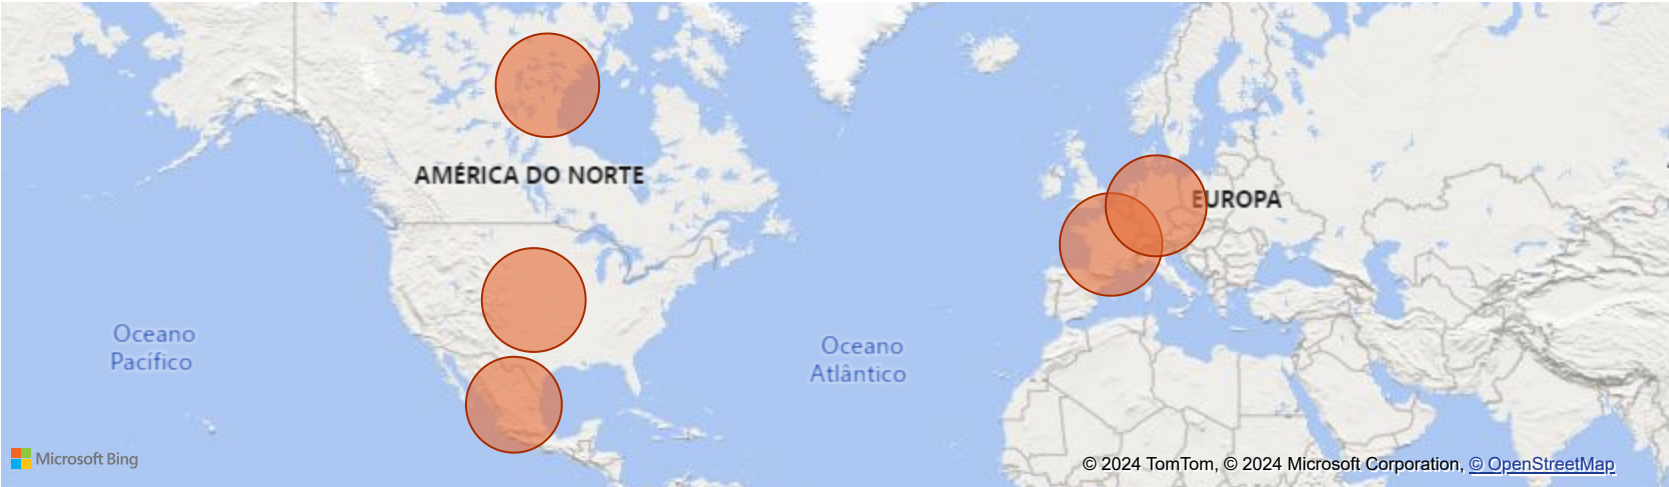 AMÉRICA DO NORTE
EUROPA
Oceano
Pacífico
Oceano
Atlântico
Microsoft Bing
© 2024 TomTom, © 2024 Microsoft Corporation, © OpenStreetMap